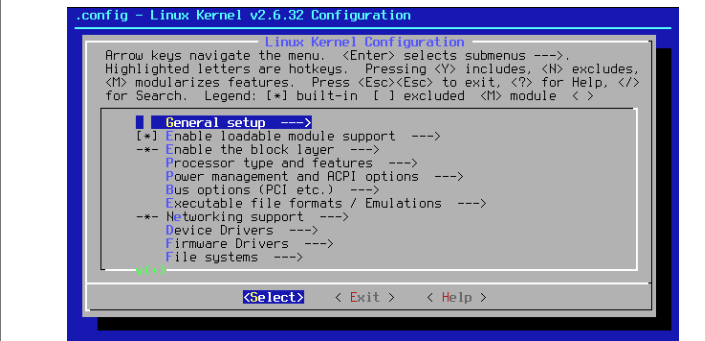 .config - Linux Kernel v2.6.32 Configuration
Linux Kernel Configuration
Arrow keys navigate the menu.  <Enter> selects submenus --->.
Highlighted letters are hotkeys.  Pressing <Y> includes, <N> excludes,
<M> modularizes features.  Press <Esc><Esc> to exit, <?> for Help, </>
for Search.  Legend: [*] built-in  [ ] excluded  <M> module  < >
General setup  --->
[*] Enable loadable module support  --->
-*- Enable the block layer  --->
Processor type and features  --->
Power management and ACPI options  --->
Bus options (PCI etc.)  --->
Executable file formats / Emulations  --->
-*- Networking support  --->
Device Drivers  --->
Firmware Drivers  --->
File systems  --->
v(+)
<Select>    < Exit >    < Help >